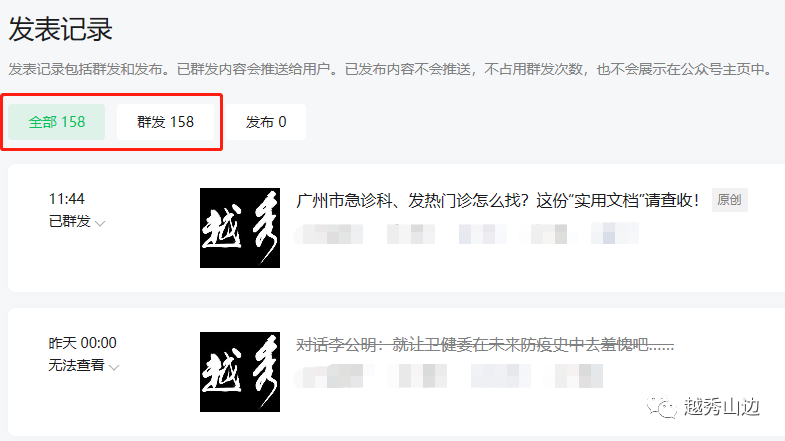 发表记录
发表记录包括群发和发布。已群发内容会推送给用户。已发布内容不会推送，不占用群发次数，也不会展示在公众号主页中。
全部 158 群发 158 发布 0
11:44
已群发
越秀
广州市急诊科、发热门诊怎么找？这份“实用文档”请查收！ 原创
昨天 00:00
无法查看
越秀
对话李公明：就让卫健委在未来防疫史中去羞愧吧……
越秀山边